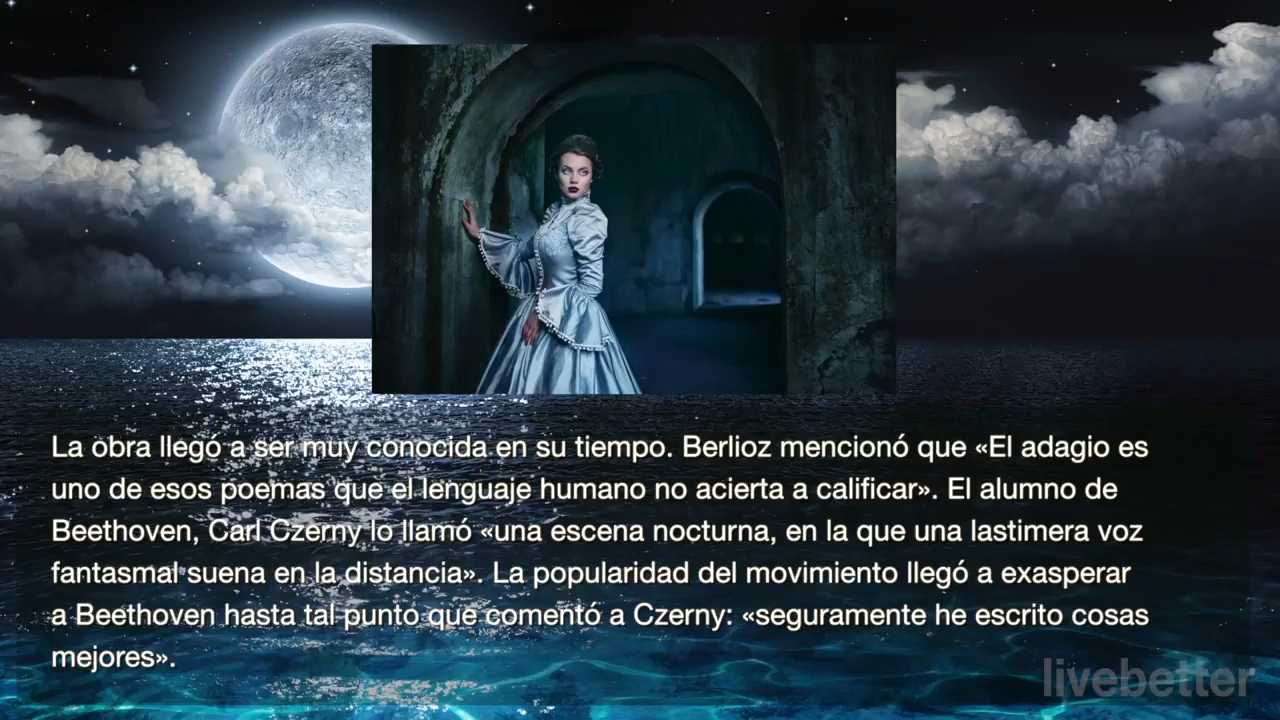 La obra llegó a ser muy conocida en su tiempo. Berlioz mencionó que «El adagio es
uno de esos poemas que el lenguaje humano no acierta a calificar». El alumno de
Beethoven, Carl Czerny lo llamó «una escena nocturna, en la que una lastimera voz
fantasmal suena en la distancia». La popularidad del movimiento llegó a exasperar
a Beethoven hasta tal punto que comentó a Czerny: «seguramente he escrito cosas
mejores».
livebetter